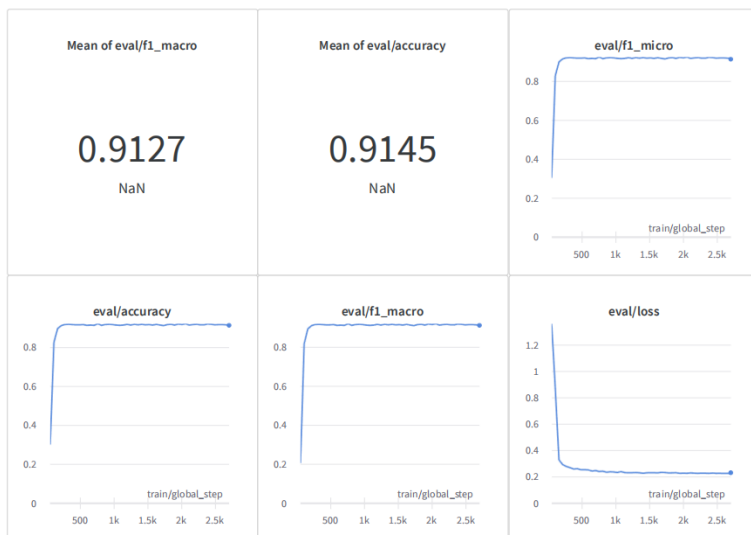 Mean of eval/f1_macro
0.9127
NaN
Mean of eval/accuracy
0.9145
NaN
eval/f1_micro
0.8
0.6
0.4
0.2
0
train/global_step
500 1k 1.5k 2k 2.5k
eval/accuracy
0.8
0.6
0.4
0.2
0
train/global_step
500 1k 1.5k 2k 2.5k
eval/f1_macro
0.8
0.6
0.4
0.2
0
train/global_step
500 1k 1.5k 2k 2.5k
eval/loss
1.2
1
0.8
0.6
0.4
0.2
0
train/global_step
500 1k 1.5k 2k 2.5k